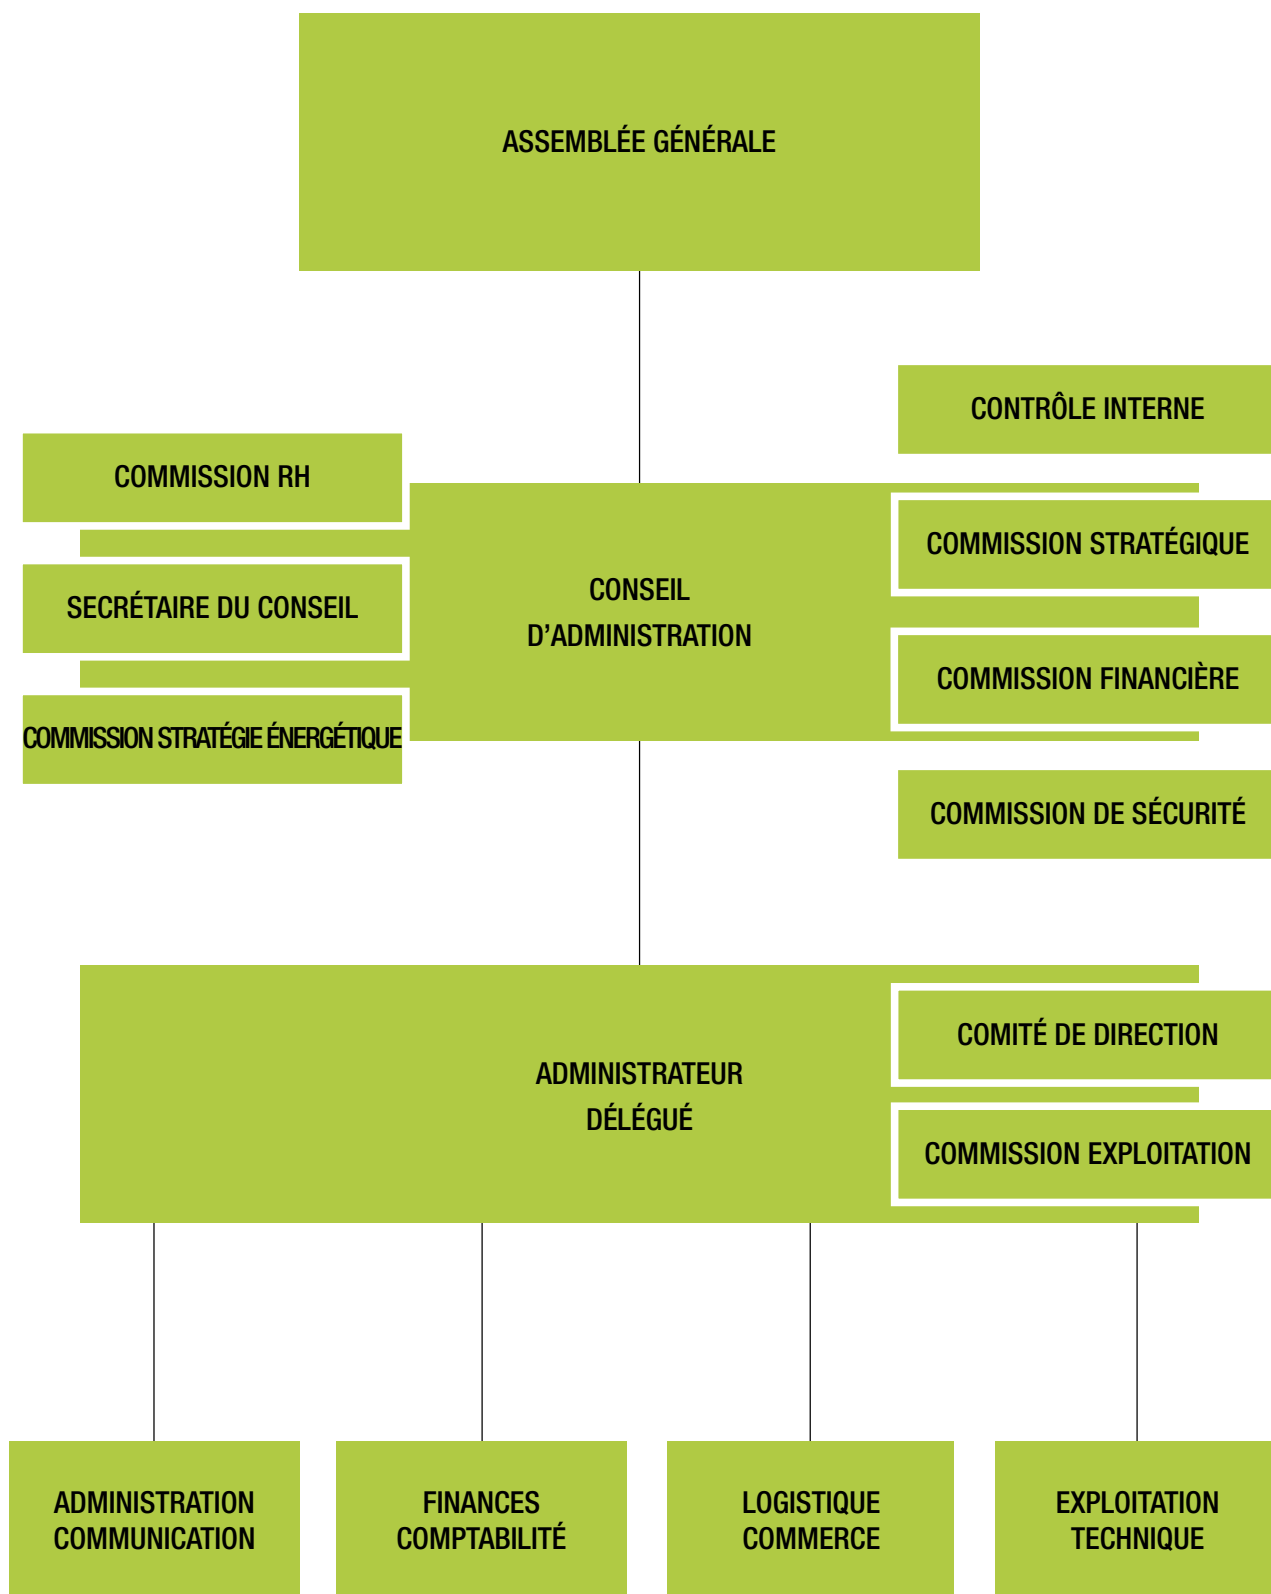 ASSEMBLÉE GÉNÉRALE
CONTRÔLE INTERNE
COMMISSION RH
COMMISSION STRATÉGIQUE
SECRÉTAIRE DU CONSEIL
CONSEIL
D’ADMINISTRATION
COMMISSION FINANCIÈRE
COMMISSION STRATÉGIE ÉNERGÉTIQUE
COMMISSION DE SÉCURITÉ
COMITÉ DE DIRECTION
ADMINISTRATEUR
DÉLÉGUÉ
COMMISSION EXPLOITATION
ADMINISTRATION
COMMUNICATION
FINANCES
COMPTABILITÉ
LOGISTIQUE
COMMERCE
EXPLOITATION
TECHNIQUE